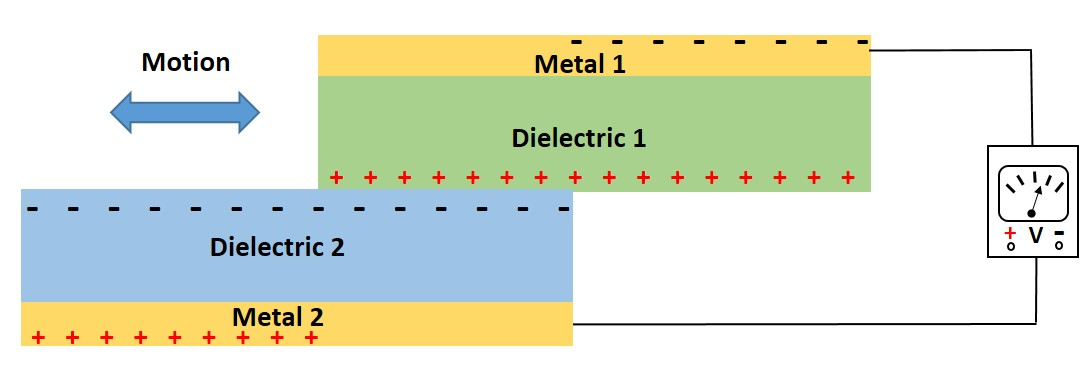 Motion
- - - - - - - -
Metal 1
Dielectric 1
+ + + + + + + + + + + + + + + +
- - - - - - - - - - - - - -
Dielectric 2
+ V -
Metal 2
+ + + + + + + + +